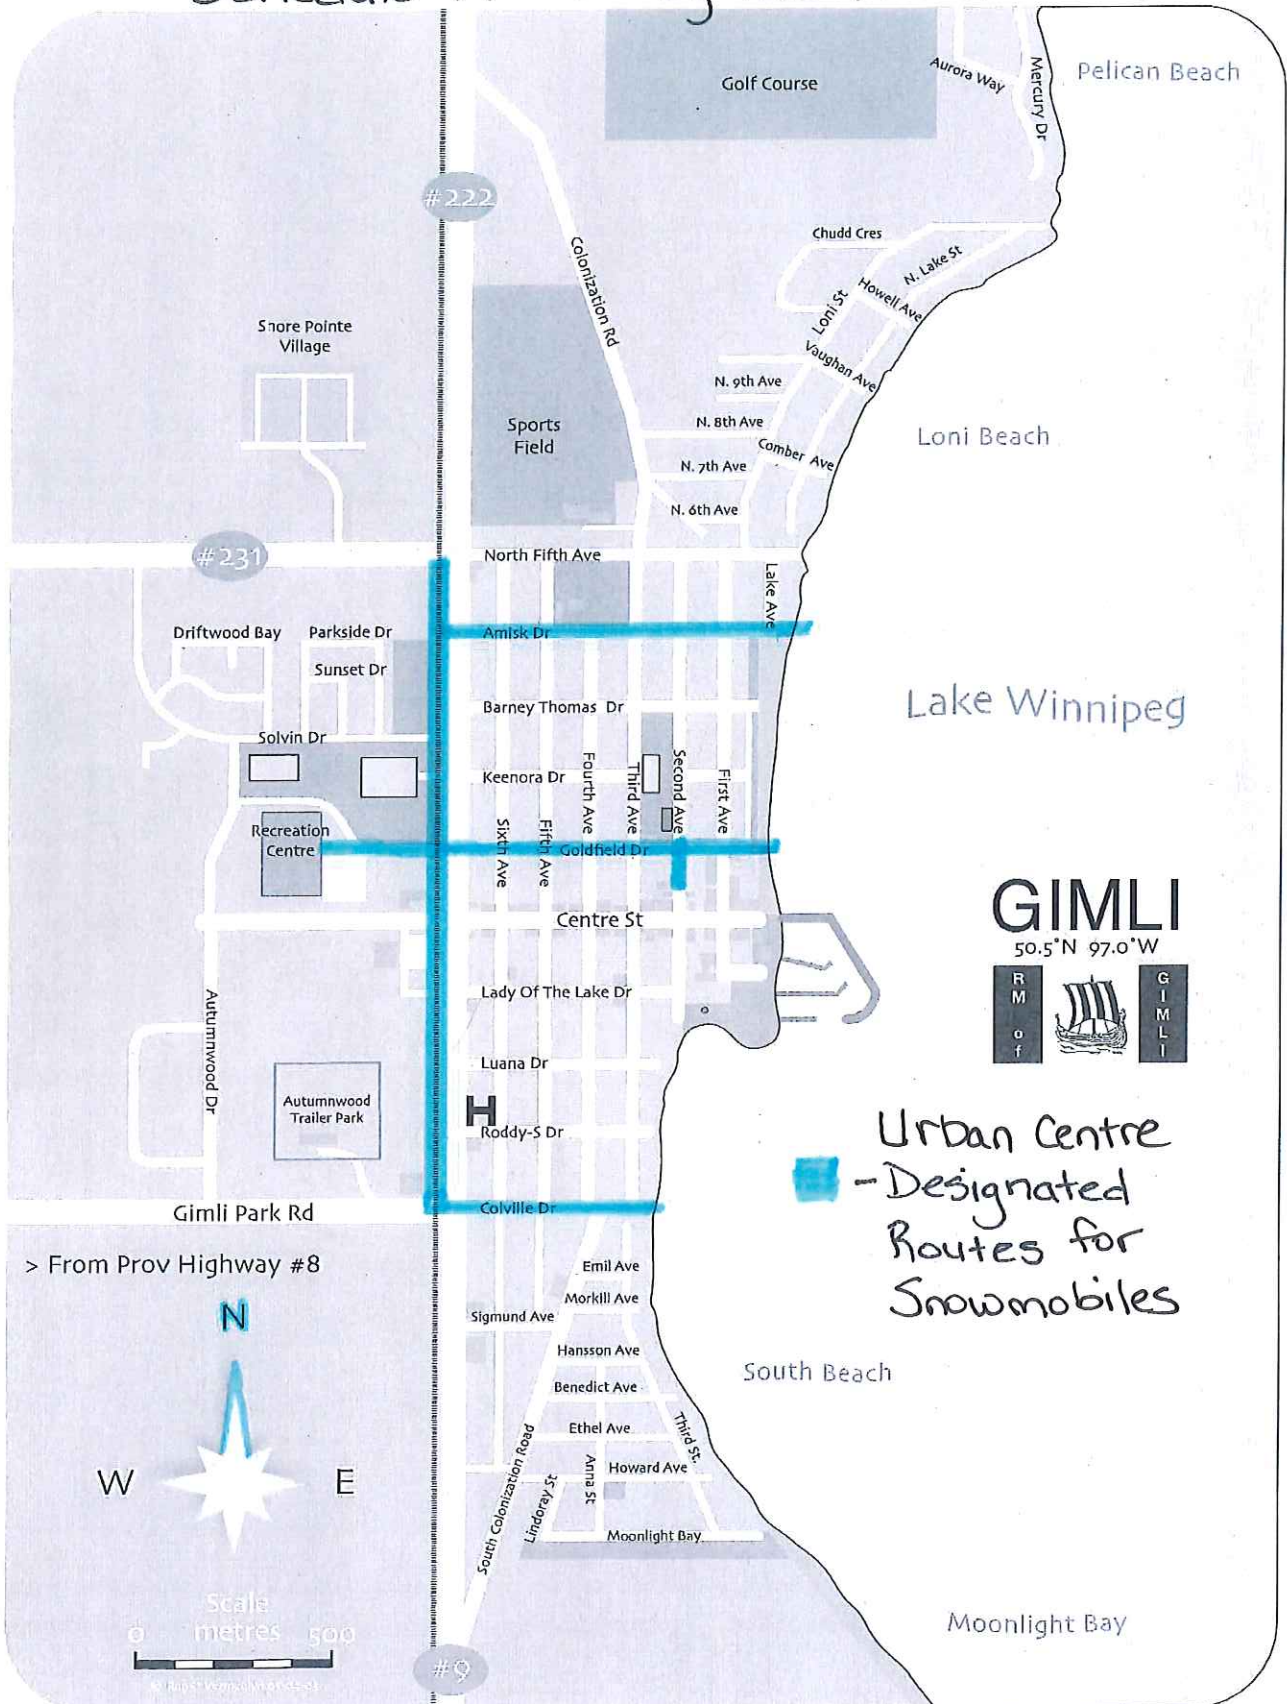 Golf Course
Aurora Way
Mercury Dr
Pelican Beach
#222
Colonization Rd
Chudd Cres
N. Lake St
Howell Ave
Loni St
Vaughan Ave
Shore Pointe
Village
N. 9th Ave
Sports
Field
N. 8th Ave
Comber Ave
Loni Beach
N. 7th Ave
N. 6th Ave
#231
North Fifth Ave
Lake Ave
Driftwood Bay
Parkside Dr
Amisk Dr
Sunset Dr
Barney Thomas Dr
Lake Winnipeg
Solvin Dr
Keenora Dr
Fourth Ave
Third Ave
Second Ave
First Ave
Recreation
Centre
Sixth Ave
Fifth Ave
Goldfield Dr
Centre St
GIMLI
50.5°N 97.0°W
RM of
GIMLI
Lady Of The Lake Dr
Autumnwood Dr
Luana Dr
Autumnwood
Trailer Park
H
Roddy-S Dr
Urban Centre
-Designated
Routes for
Snowmobiles
Gimli Park Rd
Colville Dr
> From Prov Highway #8
Emil Ave
Morkill Ave
Sigmund Ave
Hansson Ave
South Beach
Benedict Ave
Ethel Ave
Third St.
Howard Ave
Anna St
Lindoray St
South Colonization Road
Moonlight Bay
N
W
E
Scale
0 metres 500
Moonlight Bay
#9